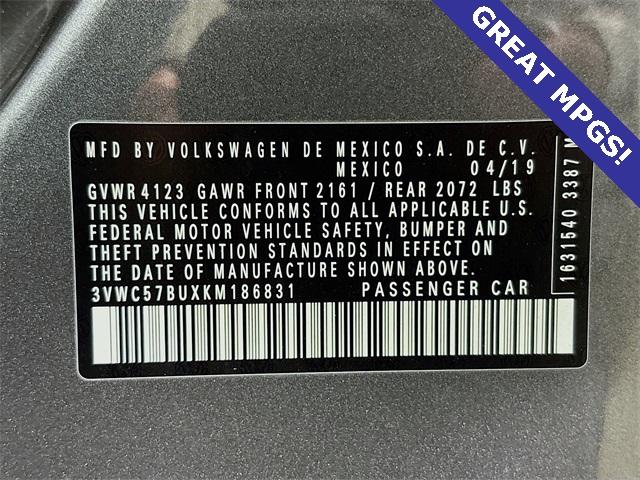 GREAT MPGS!
MFD BY VOLKSWAGEN DE MEXICO S.A. DE C.V.
MEXICO 04/19
GVWR 4123 GAWR FRONT 2161 / REAR 2072 LBS
THIS VEHICLE CONFORMS TO ALL APPLICABLE U.S.
FEDERAL MOTOR VEHICLE SAFETY, BUMPER AND
THEFT PREVENTION STANDARDS IN EFFECT ON
THE DATE OF MANUFACTURE SHOWN ABOVE.
3VWC57BUXKM186831 PASSENGER CAR
1631540 3387 M